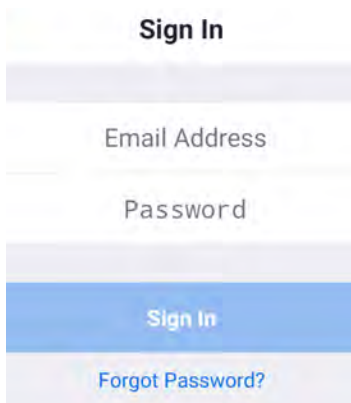 Sign In
Email Address
Password
Sign In
Forgot Password?